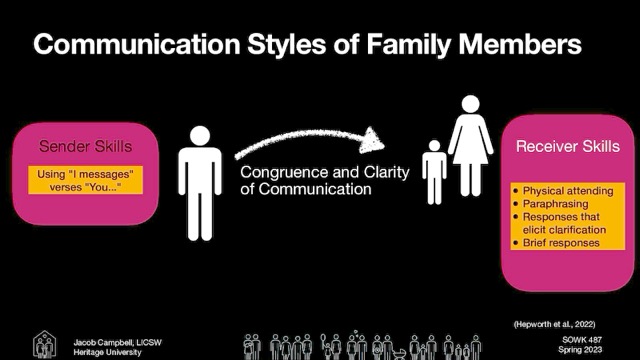 Communication Styles of Family Members
Sender Skills
Using "I messages"
verses "You..."
Congruence and Clarity
of Communication
Receiver Skills
• Physical attending
• Paraphrasing
• Responses that
elicit clarification
• Brief responses
(Hepworth et al., 2022)
Jacob Campbell, LICSW
Heritage University
SOWK 487
Spring 2023